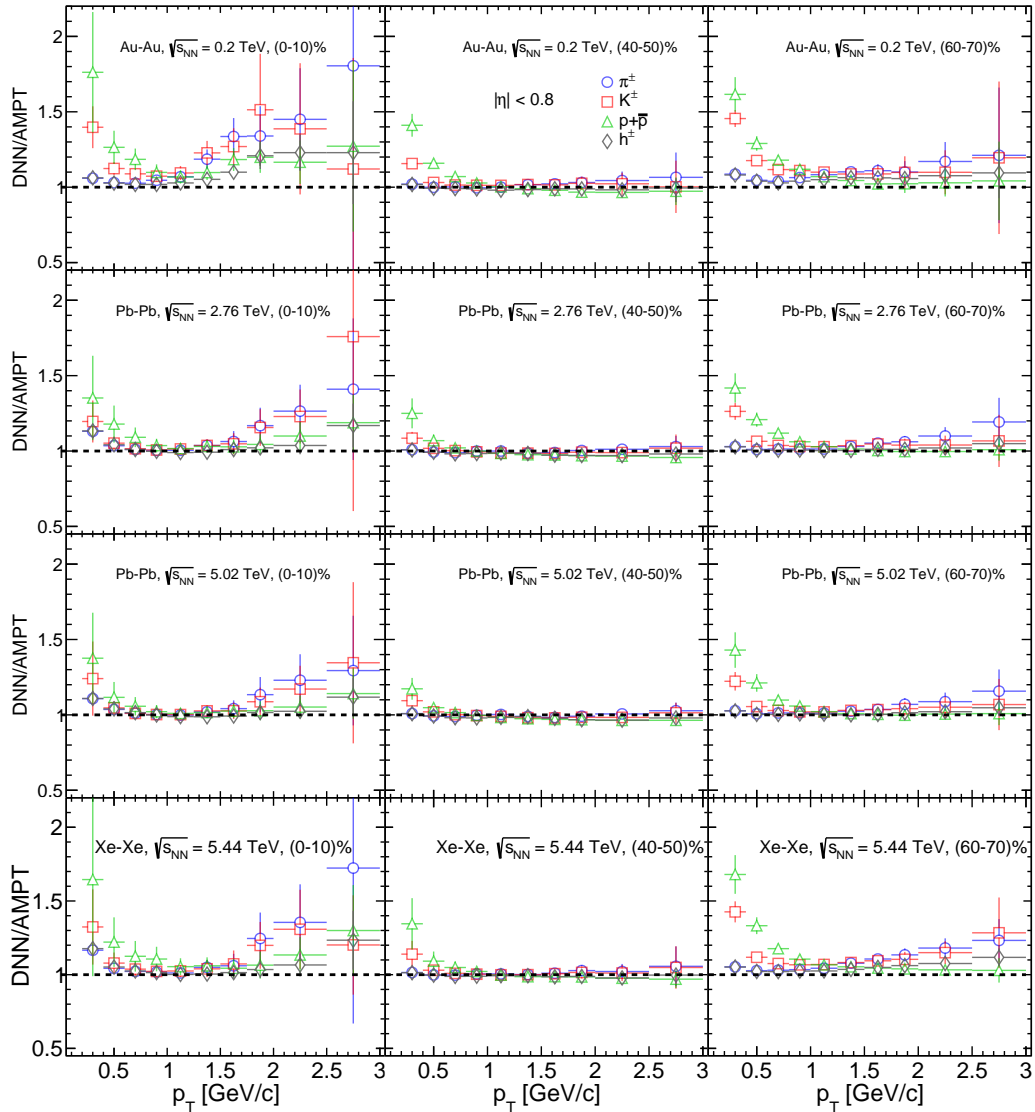 Au-Au, √sNN = 0.2 TeV, (0-10)%
Au-Au, √sNN = 0.2 TeV, (40-50)%
Au-Au, √sNN = 0.2 TeV, (60-70)%
|η| < 0.8
π±
K±
p+p̅
h±
DNN/AMPT
2
1.5
1
0.5
Pb-Pb, √sNN = 2.76 TeV, (0-10)%
Pb-Pb, √sNN = 2.76 TeV, (40-50)%
Pb-Pb, √sNN = 2.76 TeV, (60-70)%
DNN/AMPT
2
1.5
1
0.5
Pb-Pb, √sNN = 5.02 TeV, (0-10)%
Pb-Pb, √sNN = 5.02 TeV, (40-50)%
Pb-Pb, √sNN = 5.02 TeV, (60-70)%
DNN/AMPT
2
1.5
1
0.5
Xe-Xe, √sNN = 5.44 TeV, (0-10)%
Xe-Xe, √sNN = 5.44 TeV, (40-50)%
Xe-Xe, √sNN = 5.44 TeV, (60-70)%
DNN/AMPT
2
1.5
1
0.5
0.5 1 1.5 2 2.5 3
0.5 1 1.5 2 2.5 3
0.5 1 1.5 2 2.5 3
pT [GeV/c]
pT [GeV/c]
pT [GeV/c]